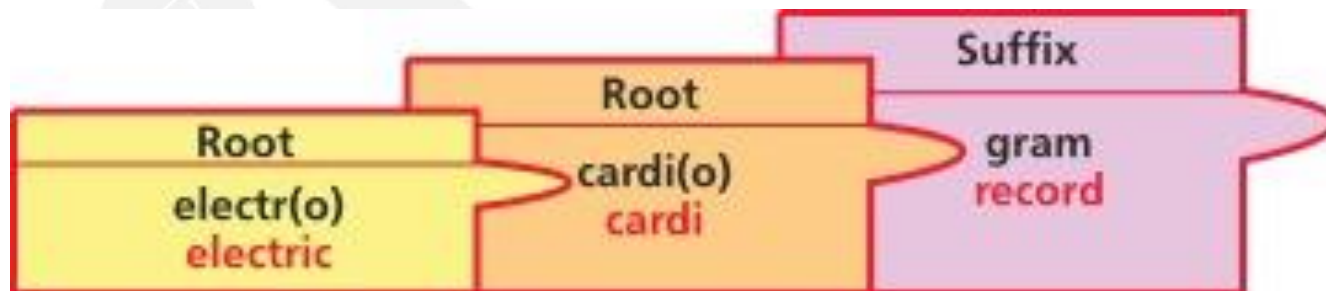 Root
electr(o)
electric
Root
cardi(o)
cardi
Suffix
gram
record